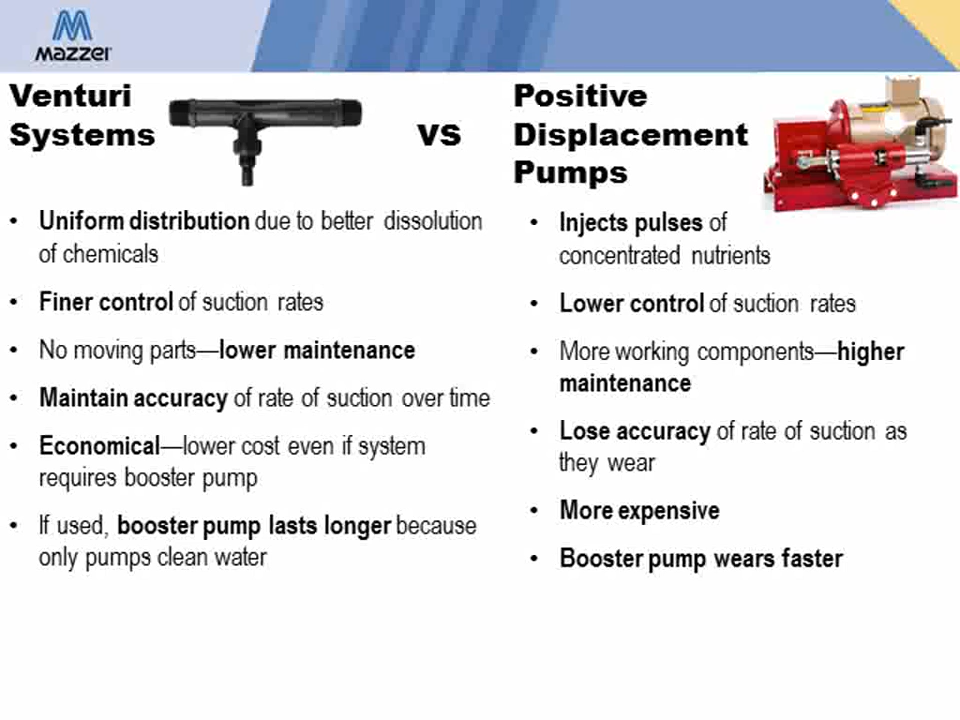 Mazzei
Venturi
Systems
VS
Positive
Displacement
Pumps
• Uniform distribution due to better dissolution
of chemicals
• Finer control of suction rates
• No moving parts—lower maintenance
• Maintain accuracy of rate of suction over time
• Economical—lower cost even if system
requires booster pump
• If used, booster pump lasts longer because
only pumps clean water
• Injects pulses of
concentrated nutrients
• Lower control of suction rates
• More working components—higher
maintenance
• Lose accuracy of rate of suction as
they wear
• More expensive
• Booster pump wears faster